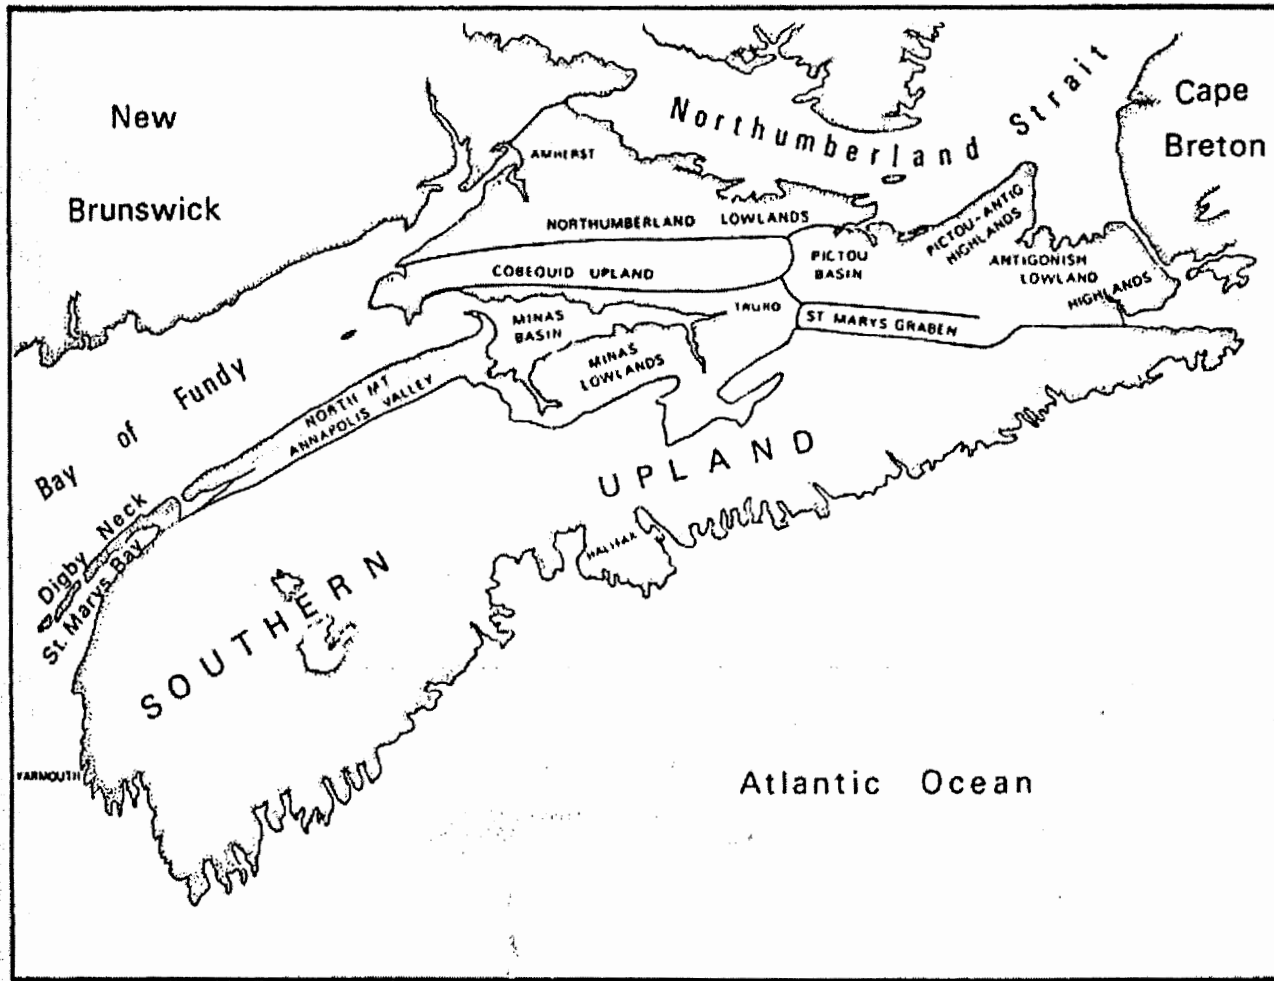 New
Brunswick
Cape
Breton
Northumberland Strait
AMHERST
NORTHUMBERLAND LOWLANDS
PICTOU-ANTIG
HIGHLANDS
COBEQUID UPLAND
PICTOU
BASIN
ANTIGONISH
LOWLAND
HIGHLANDS
MINAS
BASIN
TRURO
ST MARYS GRABEN
MINAS
LOWLANDS
Bay of Fundy
NORTH MT
ANNAPOLIS VALLEY
Digby Neck
St. Marys Bay
SOUTHERN UPLAND
HALIFAX
YARMOUTH
Atlantic Ocean